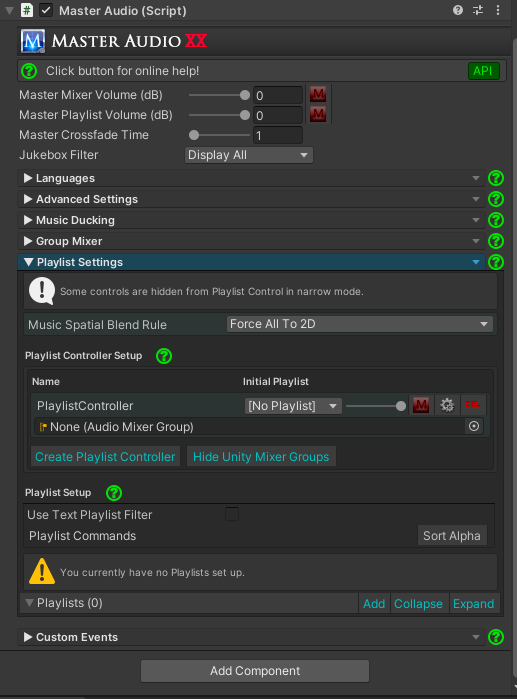 Master Audio (Script)
MASTER AUDIO XX
Click button for online help! API
Master Mixer Volume (dB) 0 M
Master Playlist Volume (dB) 0 M
Master Crossfade Time 1
Jukebox Filter Display All
Languages
Advanced Settings
Music Ducking
Group Mixer
Playlist Settings
Some controls are hidden from Playlist Control in narrow mode.
Music Spatial Blend Rule Force All To 2D
Playlist Controller Setup
Name Initial Playlist
PlaylistController [No Playlist] M DEL
None (Audio Mixer Group)
Create Playlist Controller Hide Unity Mixer Groups
Playlist Setup
Use Text Playlist Filter
Playlist Commands Sort Alpha
You currently have no Playlists set up.
Playlists (0) Add Collapse Expand
Custom Events
Add Component